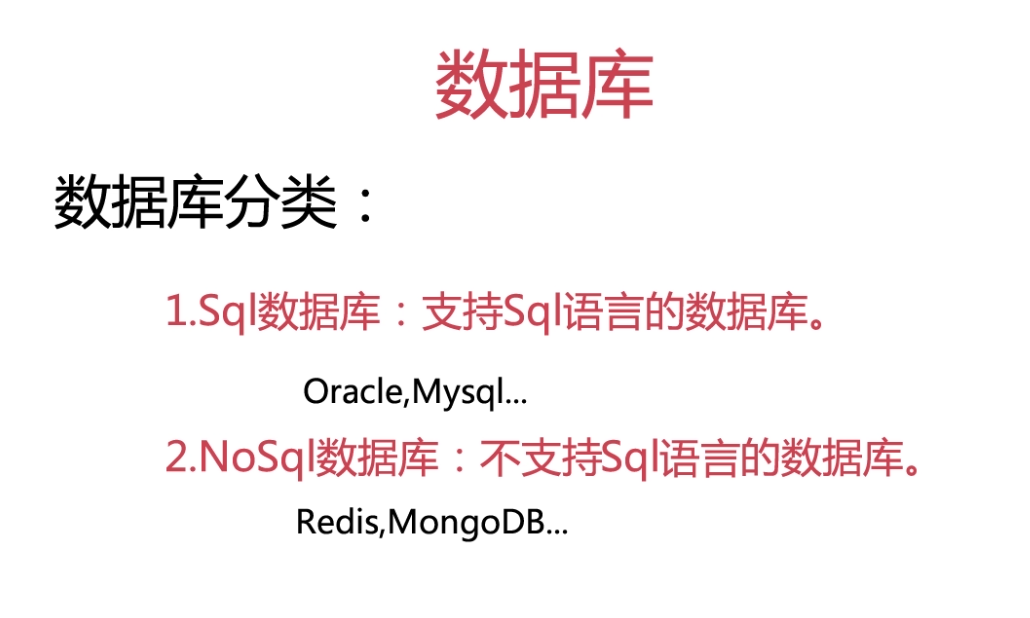 数据库
数据库分类：
1.Sql数据库：支持Sql语言的数据库。
Oracle,Mysql...
2.NoSql数据库：不支持Sql语言的数据库。
Redis,MongoDB...